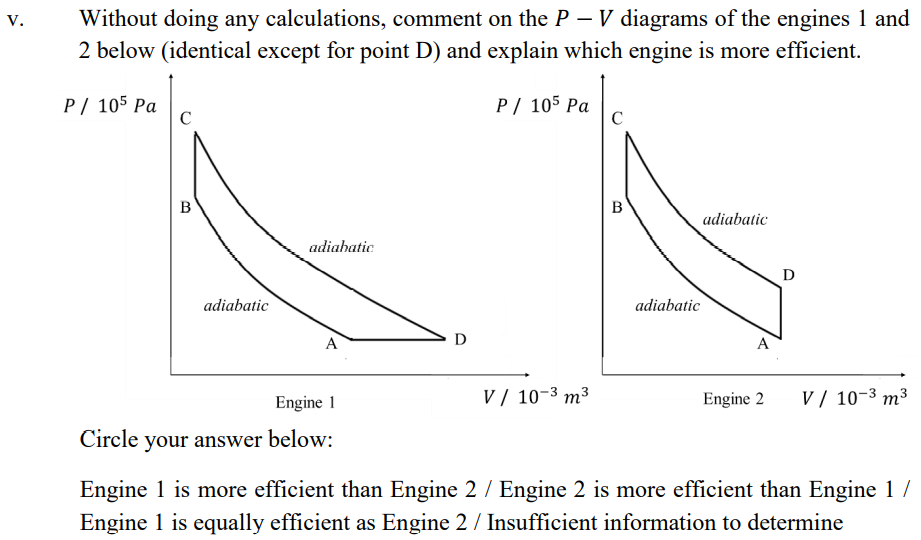 v. Without doing any calculations, comment on the P – V diagrams of the engines 1 and
2 below (identical except for point D) and explain which engine is more efficient.
P / 10⁵ Pa
C
B
adiabatic
adiabatic
A
D
V / 10⁻³ m³
Engine 1
P / 10⁵ Pa
C
B
adiabatic
D
adiabatic
A
Engine 2
V / 10⁻³ m³
Circle your answer below:
Engine 1 is more efficient than Engine 2 / Engine 2 is more efficient than Engine 1 /
Engine 1 is equally efficient as Engine 2 / Insufficient information to determine